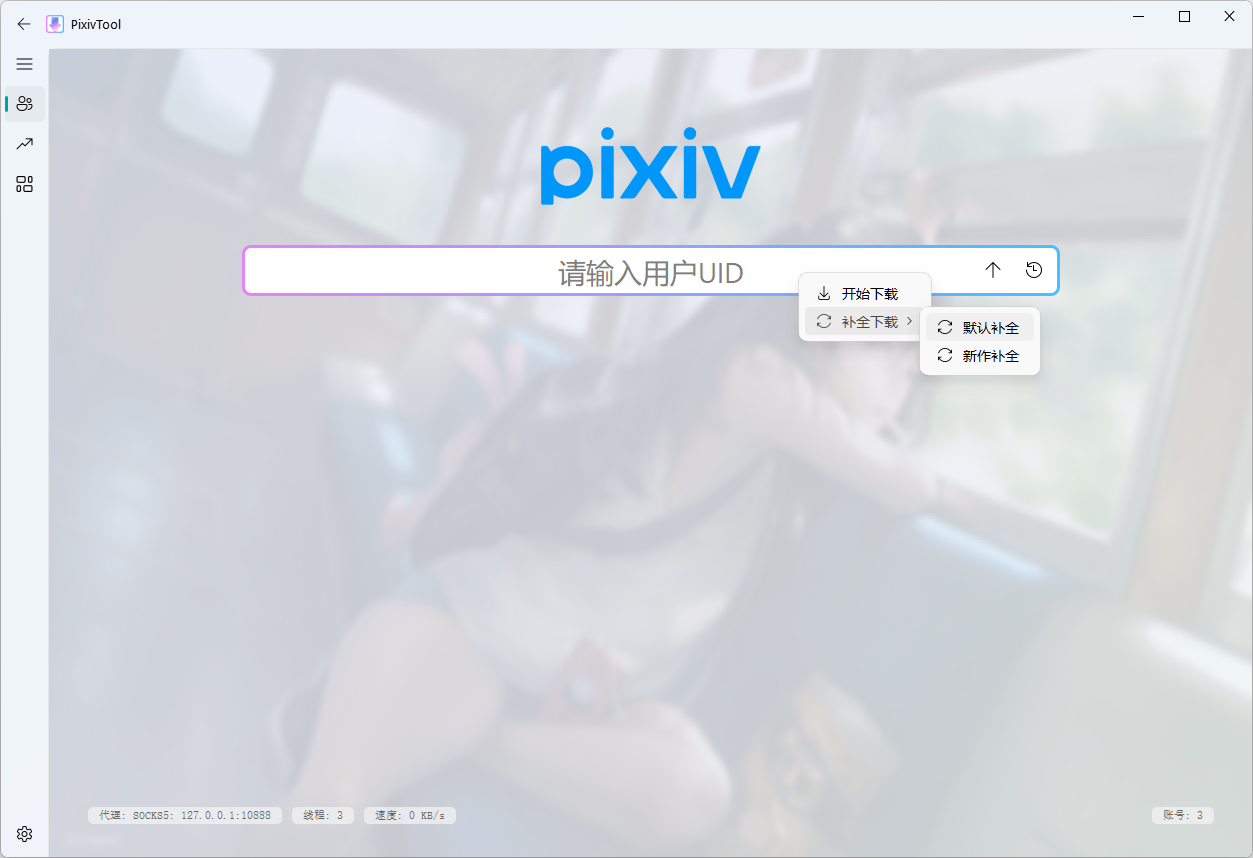 PixivTool
pixiv
请输入用户UID
开始下载
补全下载
默认补全
新作补全
代理: SOCKS5: 127.0.0.1:10888
线程: 3
速度: 0 KB/s
账号: 3